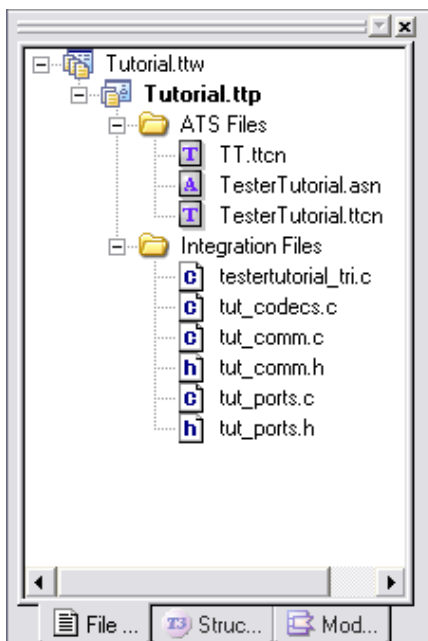 Tutorial.ttw
Tutorial.ttp
ATS Files
T TT.ttcn
A TesterTutorial.asn
T TesterTutorial.ttcn
Integration Files
c testertutorial_tri.c
c tut_codecs.c
c tut_comm.c
h tut_comm.h
c tut_ports.c
h tut_ports.h
File ... T3 Struc... Mod...